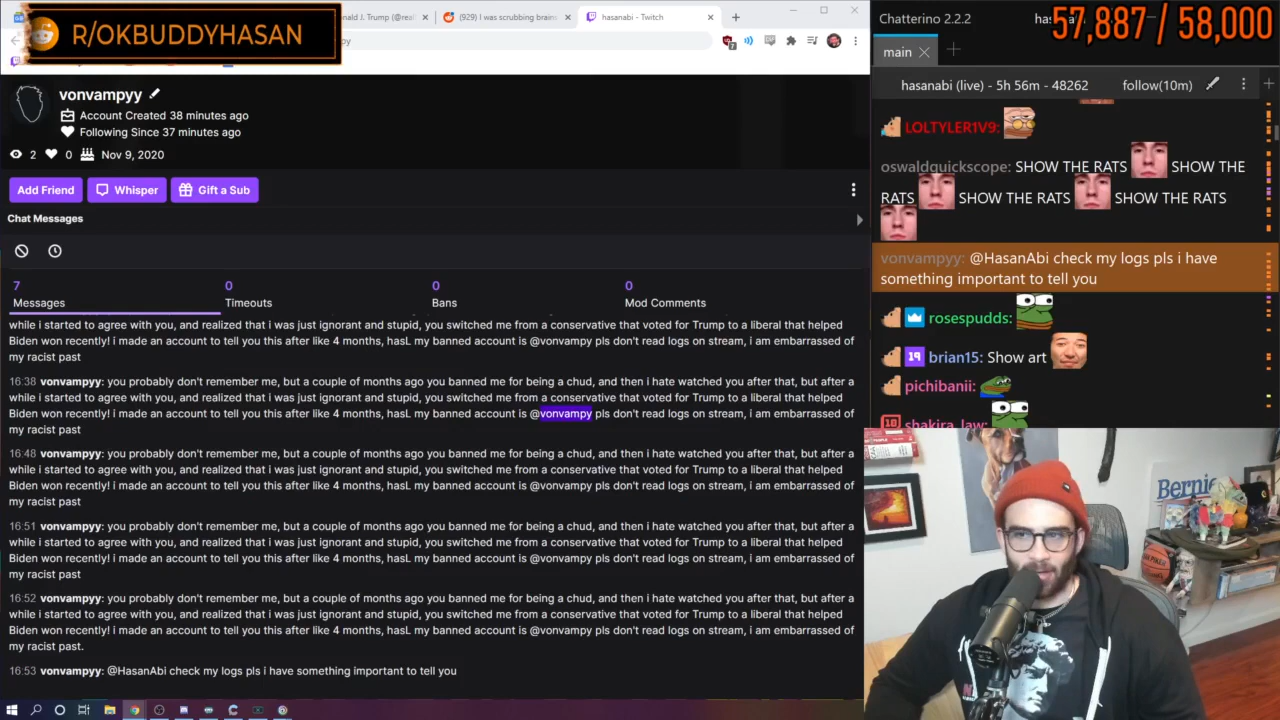 R/OKBUDDYHASAN
nald J. Trump (@real
(929) I was scrubbing brains
hasanabi - Twitch
vonvampyy
Account Created 38 minutes ago
Following Since 37 minutes ago
2
0
Nov 9, 2020
Add Friend
Whisper
Gift a Sub
Chat Messages
7
0
0
0
Messages
Timeouts
Bans
Mod Comments
while i started to agree with you, and realized that i was just ignorant and stupid, you switched me from a conservative that voted for Trump to a liberal that helped
Biden won recently! i made an account to tell you this after like 4 months, hasL my banned account is @vonvampy pls don't read logs on stream, i am embarrassed of
my racist past
16:38 vonvampyy: you probably don't remember me, but a couple of months ago you banned me for being a chud, and then i hate watched you after that, but after a
while i started to agree with you, and realized that i was just ignorant and stupid, you switched me from a conservative that voted for Trump to a liberal that helped
Biden won recently! i made an account to tell you this after like 4 months, hasL my banned account is @vonvampy pls don't read logs on stream, i am embarrassed of
my racist past
16:48 vonvampyy: you probably don't remember me, but a couple of months ago you banned me for being a chud, and then i hate watched you after that, but after a
while i started to agree with you, and realized that i was just ignorant and stupid, you switched me from a conservative that voted for Trump to a liberal that helped
Biden won recently! i made an account to tell you this after like 4 months, hasL my banned account is @vonvampy pls don't read logs on stream, i am embarrassed of
my racist past
16:51 vonvampyy: you probably don't remember me, but a couple of months ago you banned me for being a chud, and then i hate watched you after that, but after a
while i started to agree with you, and realized that i was just ignorant and stupid, you switched me from a conservative that voted for Trump to a liberal that helped
Biden won recently! i made an account to tell you this after like 4 months, hasL my banned account is @vonvampy pls don't read logs on stream, i am embarrassed of
my racist past
16:52 vonvampyy: you probably don't remember me, but a couple of months ago you banned me for being a chud, and then i hate watched you after that, but after a
while i started to agree with you, and realized that i was just ignorant and stupid, you switched me from a conservative that voted for Trump to a liberal that helped
Biden won recently! i made an account to tell you this after like 4 months, hasL my banned account is @vonvampy pls don't read logs on stream, i am embarrassed of
my racist past.
16:53 vonvampyy: @HasanAbi check my logs pls i have something important to tell you
Chatterino 2.2.2
has
57,887 / 58,000
main
hasanabi (live) - 5h 56m - 48262
follow(10m)
LOLTYLER1V9:
oswaldquickscope: SHOW THE RATS SHOW THE
RATS SHOW THE RATS SHOW THE RATS
vonvampyy: @HasanAbi check my logs pls i have
something important to tell you
rosespudds:
19 brian15: Show art
pichibanii:
10 shakira_law:
Bernie